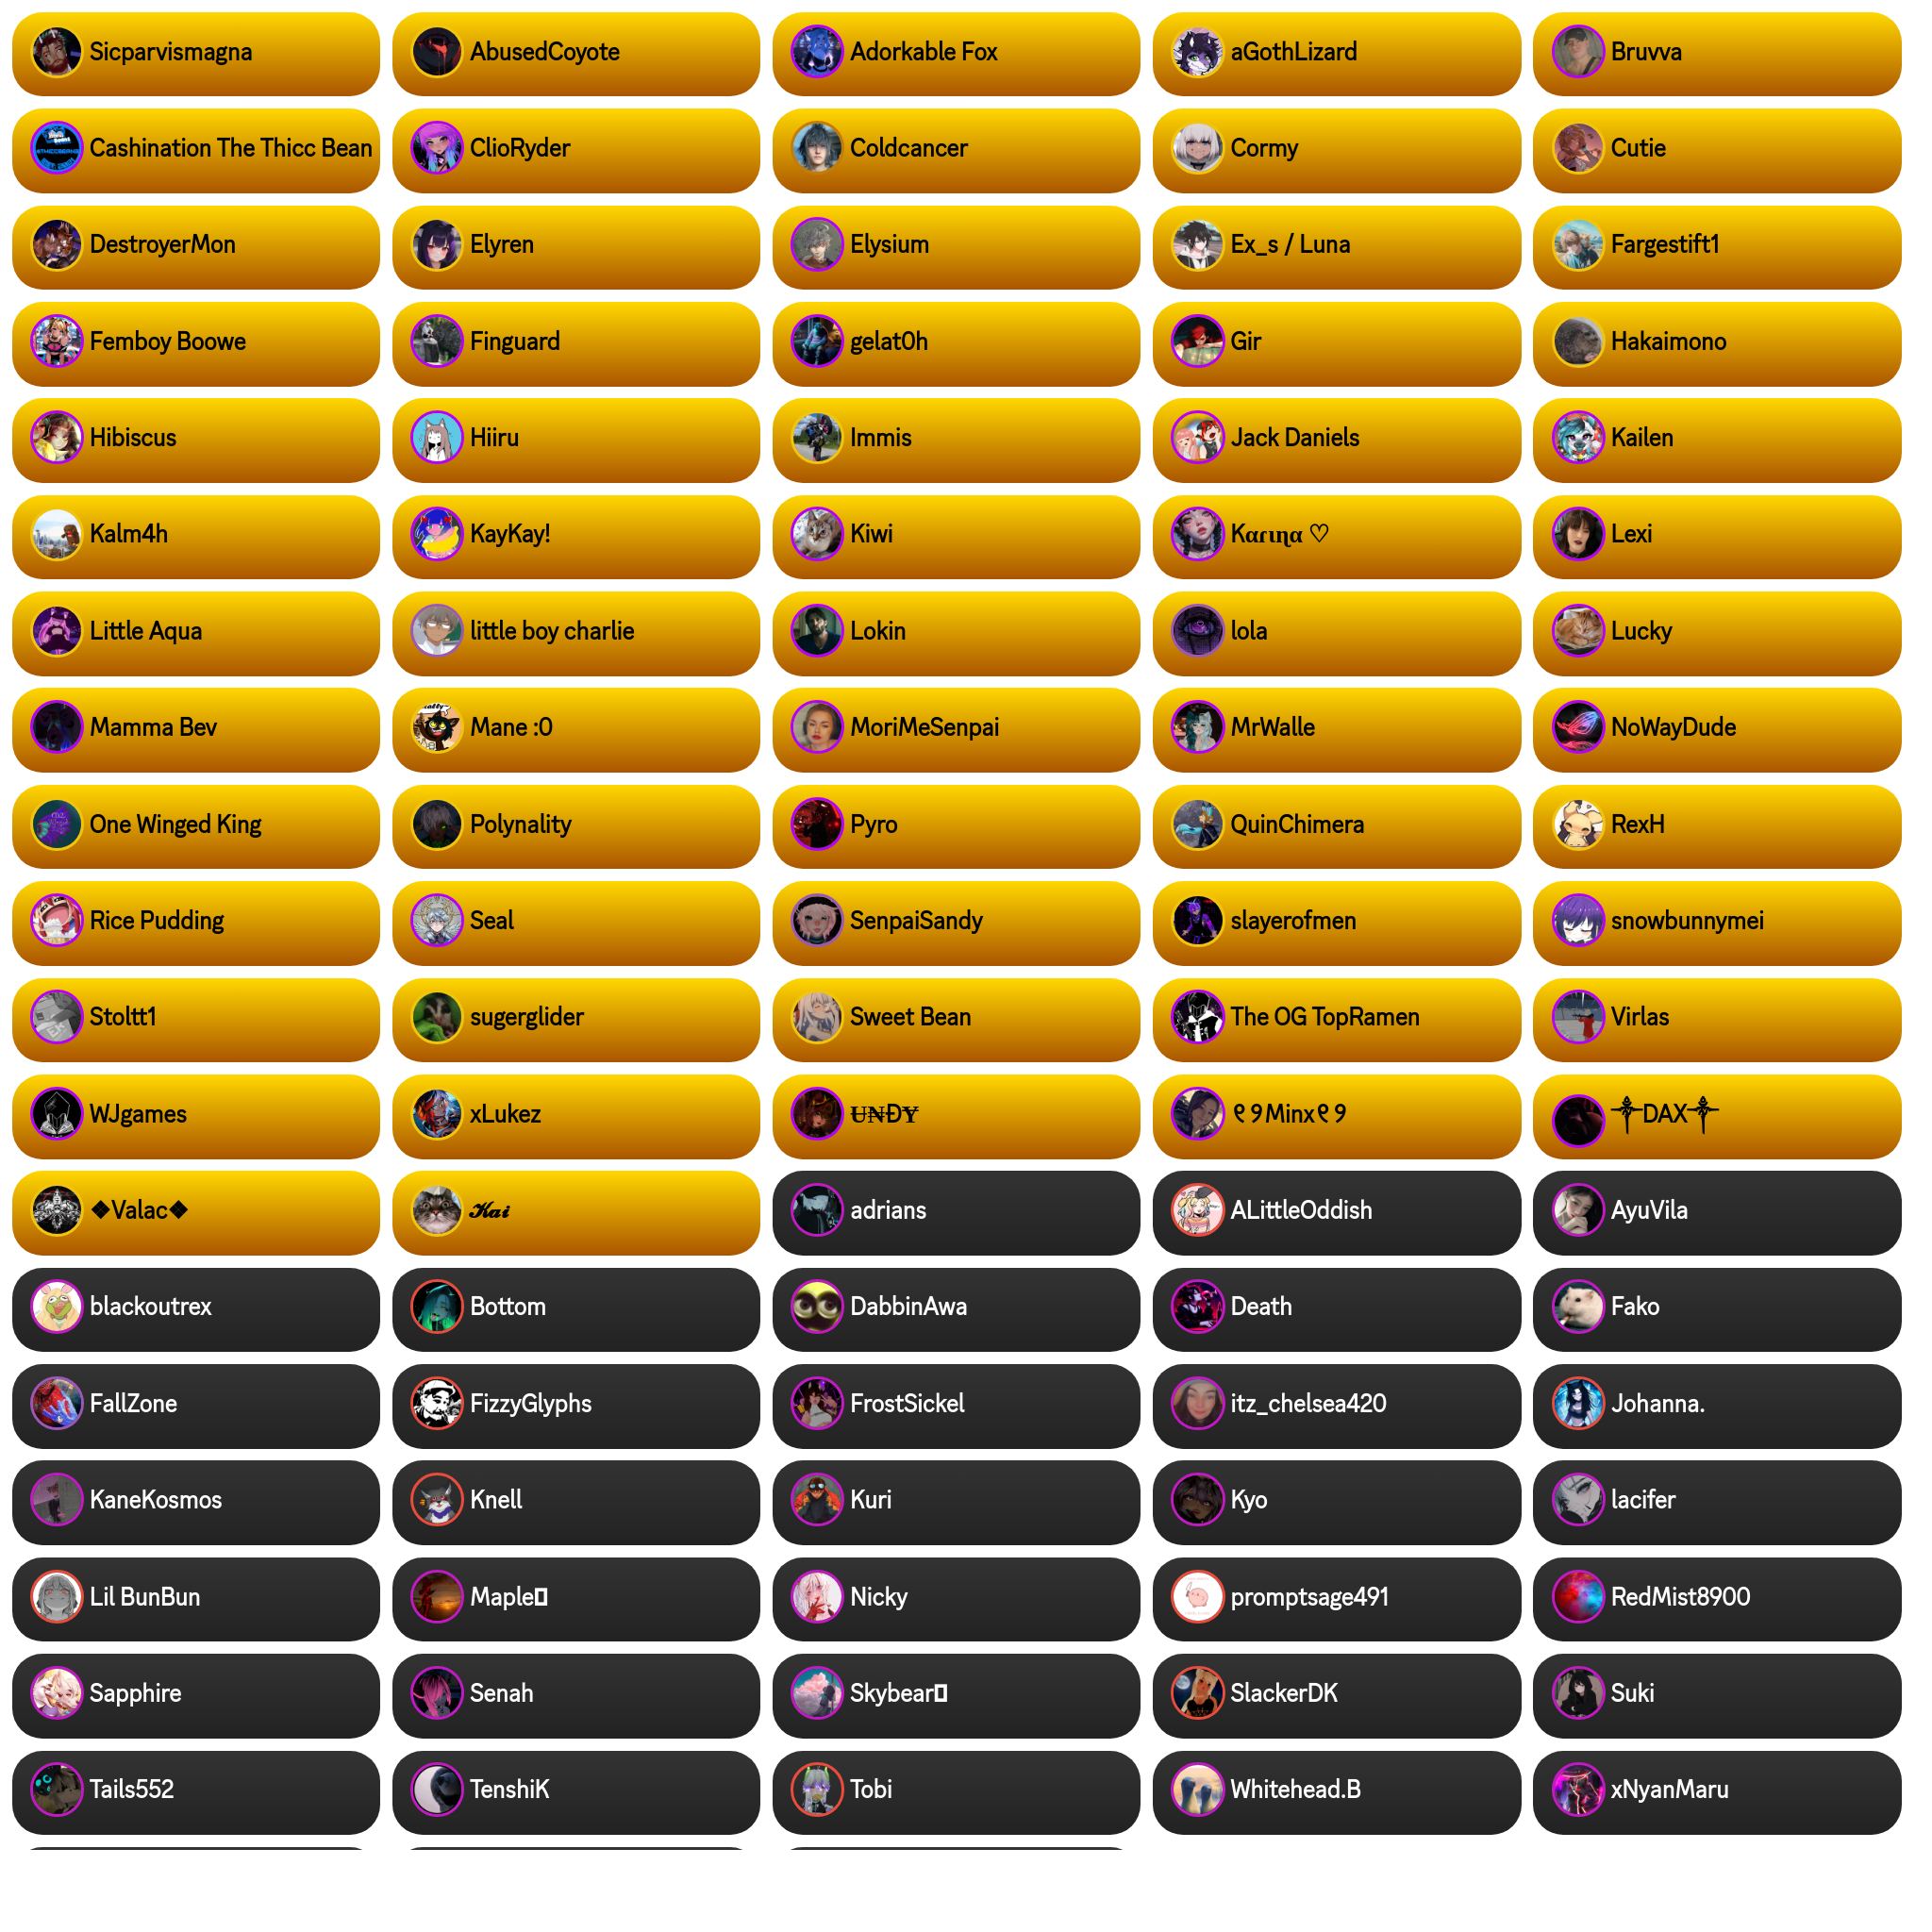 Sicparvismagna
AbusedCoyote
Adorkable Fox
aGothLizard
Bruvva
Cashination The Thicc Bean
ClioRyder
Coldcancer
Cormy
Cutie
DestroyerMon
Elyren
Elysium
Ex_s / Luna
Fargestift1
Femboy Boowe
Finguard
gelat0h
Gir
Hakaimono
Hibiscus
Hiiru
Immis
Jack Daniels
Kailen
Kalm4h
KayKay!
Kiwi
Kαɾιɳα ♡
Lexi
Little Aqua
little boy charlie
Lokin
lola
Lucky
Mamma Bev
Mane :0
MoriMeSenpai
MrWalle
NoWayDude
One Winged King
Polynality
Pyro
QuinChimera
RexH
Rice Pudding
Seal
SenpaiSandy
slayerofmen
snowbunnymei
Stoltt1
sugerglider
Sweet Bean
The OG TopRamen
Virlas
WJgames
xLukez
U̶₦ĐɎ
୧୨Minx୧୨
༒DAX༒
❖Valac❖
𝓚𝓪𝓲
adrians
ALittleOddish
AyuVila
blackoutrex
Bottom
DabbinAwa
Death
Fako
FallZone
FizzyGlyphs
FrostSickel
itz_chelsea420
Johanna.
KaneKosmos
Knell
Kuri
Kyo
lacifer
Lil BunBun
Maple
Nicky
promptsage491
RedMist8900
Sapphire
Senah
Skybear
SlackerDK
Suki
Tails552
TenshiK
Tobi
Whitehead.B
xNyanMaru